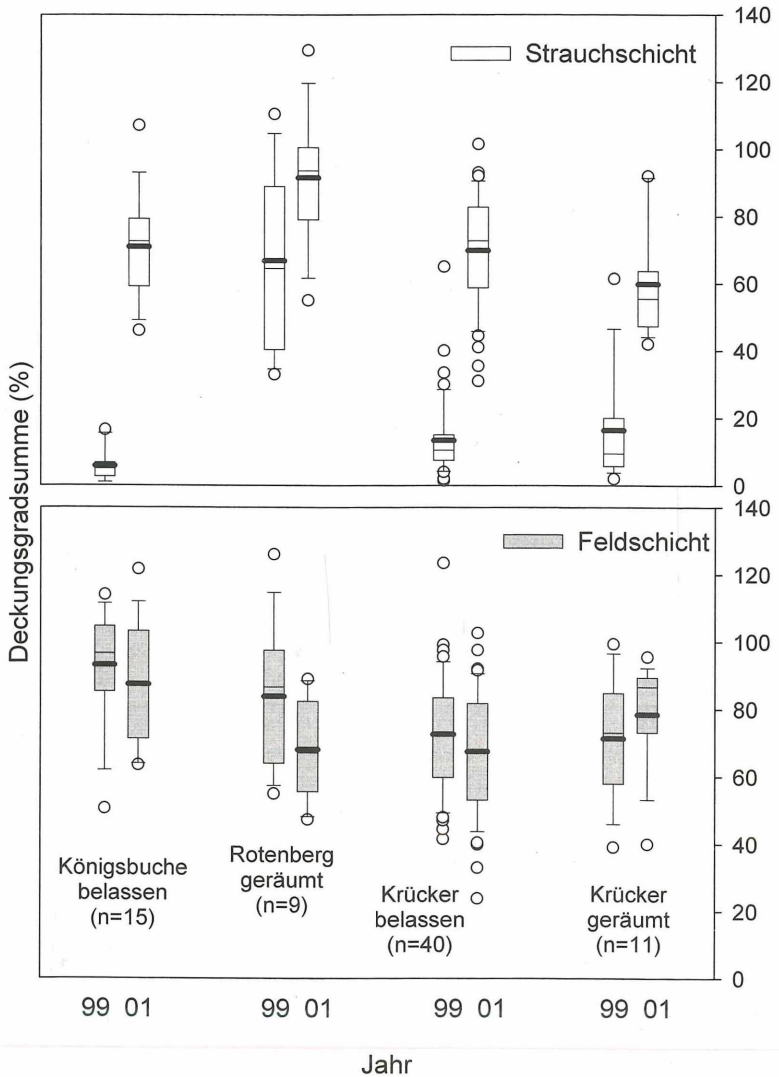 Strauchschicht
140
120
100
80
60
40
20
0
Deckungsgradsumme (%)
Feldschicht
140
120
100
80
60
40
20
0
Königsbuche
belassen
(n=15)
Rotenberg
geräumt
(n=9)
Krücker
belassen
(n=40)
Krücker
geräumt
(n=11)
99 01 99 01 99 01 99 01
Jahr